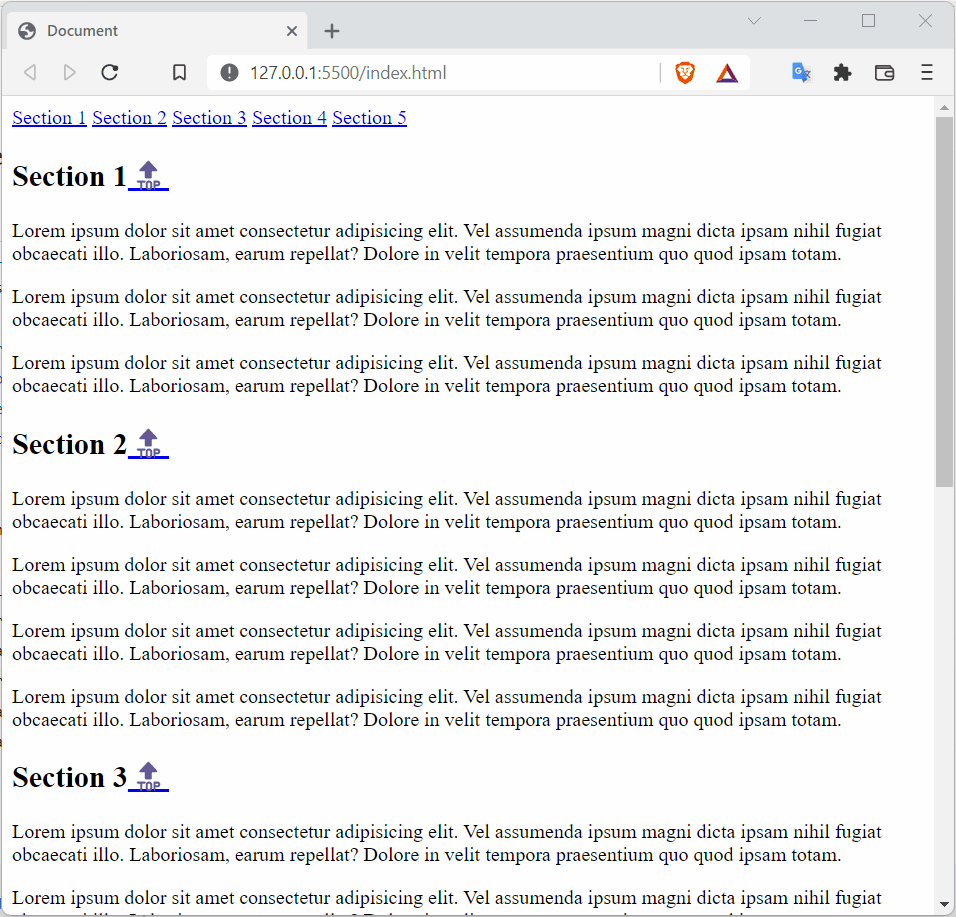 Document
127.0.0.1:5500/index.html
Section 1 Section 2 Section 3 Section 4 Section 5
Section 1 TOP
Lorem ipsum dolor sit amet consectetur adipisicing elit. Vel assumenda ipsum magni dicta ipsam nihil fugiat
obcaecati illo. Laboriosam, earum repellat? Dolore in velit tempora praesentium quo quod ipsam totam.
Lorem ipsum dolor sit amet consectetur adipisicing elit. Vel assumenda ipsum magni dicta ipsam nihil fugiat
obcaecati illo. Laboriosam, earum repellat? Dolore in velit tempora praesentium quo quod ipsam totam.
Lorem ipsum dolor sit amet consectetur adipisicing elit. Vel assumenda ipsum magni dicta ipsam nihil fugiat
obcaecati illo. Laboriosam, earum repellat? Dolore in velit tempora praesentium quo quod ipsam totam.
Section 2 TOP
Lorem ipsum dolor sit amet consectetur adipisicing elit. Vel assumenda ipsum magni dicta ipsam nihil fugiat
obcaecati illo. Laboriosam, earum repellat? Dolore in velit tempora praesentium quo quod ipsam totam.
Lorem ipsum dolor sit amet consectetur adipisicing elit. Vel assumenda ipsum magni dicta ipsam nihil fugiat
obcaecati illo. Laboriosam, earum repellat? Dolore in velit tempora praesentium quo quod ipsam totam.
Lorem ipsum dolor sit amet consectetur adipisicing elit. Vel assumenda ipsum magni dicta ipsam nihil fugiat
obcaecati illo. Laboriosam, earum repellat? Dolore in velit tempora praesentium quo quod ipsam totam.
Lorem ipsum dolor sit amet consectetur adipisicing elit. Vel assumenda ipsum magni dicta ipsam nihil fugiat
obcaecati illo. Laboriosam, earum repellat? Dolore in velit tempora praesentium quo quod ipsam totam.
Section 3 TOP
Lorem ipsum dolor sit amet consectetur adipisicing elit. Vel assumenda ipsum magni dicta ipsam nihil fugiat
obcaecati illo. Laboriosam, earum repellat? Dolore in velit tempora praesentium quo quod ipsam totam.
Lorem ipsum dolor sit amet consectetur adipisicing elit. Vel assumenda ipsum magni dicta ipsam nihil fugiat